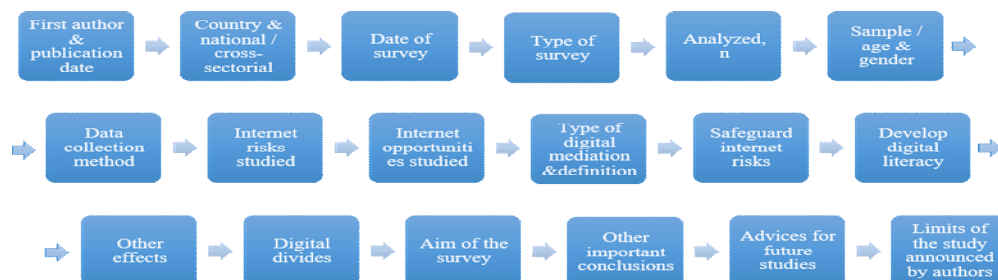 First author
&
publication
date
Country &
national /
cross-
sectorial
Date of
survey
Type of
survey
Analyzed,
n
Sample /
age &
gender
Data
collection
method
Internet
risks
studied
Internet
opportuniti
es studied
Type of
digital
mediation
&definition
Safeguard
internet
risks
Develop
digital
literacy
Other
effects
Digital
divides
Aim of the
survey
Other
important
conclusions
Advices for
future
studies
Limits of
the study
announced
by authors